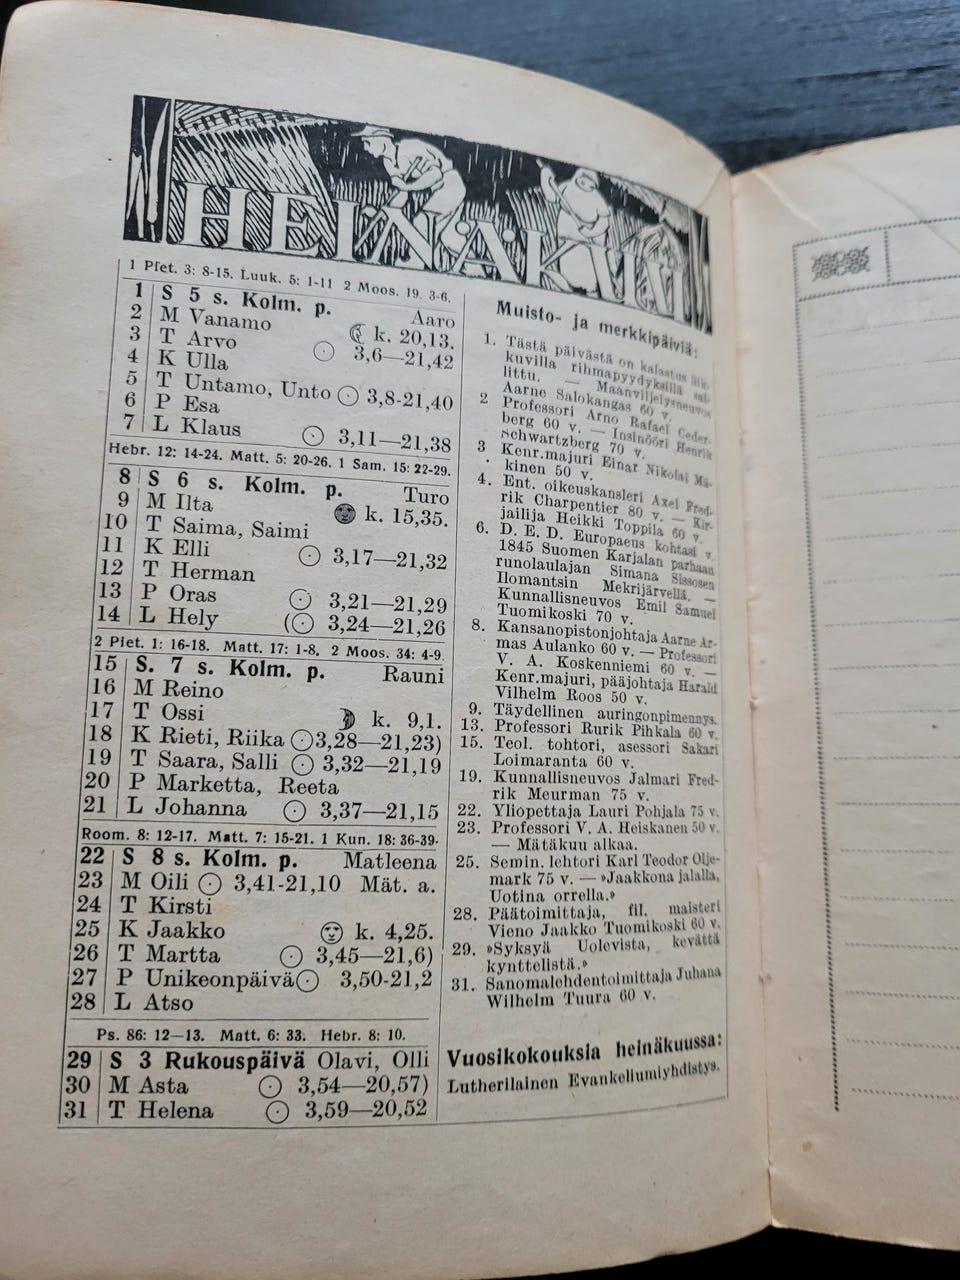 HEINÄKUU
1 Piet. 3: 8-15. Luuk. 5: 1-11 2 Moos. 19, 3-6.
1 S 5 s. Kolm. p. Aaro
2 M Vanamo k. 20,13.
3 T Arvo 3,6—21,42
4 K Ulla
5 T Untamo, Unto 3,8-21,40
6 P Esa
7 L Klaus 3,11—21,38
Hebr. 12: 14-24. Matt. 5: 20-26. 1 Sam. 15: 22-29.
8 S 6 s. Kolm. p. Turo
9 M Ilta k. 15,35.
10 T Saima, Saimi
11 K Elli 3,17—21,32
12 T Herman
13 P Oras 3,21—21,29
14 L Hely (3,24—21,26
2 Piet. 1: 16-18. Matt. 17: 1-8. 2 Moos. 34: 4-9.
15 S. 7 s. Kolm. p. Rauni
16 M Reino
17 T Ossi k. 9,1.
18 K Rieti, Riika 3,28—21,23)
19 T Saara, Salli 3,32—21,19
20 P Marketta, Reeta
21 L Johanna 3,37—21,15
Room. 8: 12-17. Matt. 7: 15-21. 1 Kun. 18: 36-39.
22 S 8 s. Kolm. p. Matleena
23 M Oili 3,41-21,10 Mät. a.
24 T Kirsti
25 K Jaakko k. 4,25.
26 T Martta 3,45—21,6)
27 P Unikeonpäivä 3,50-21,2
28 L Atso
Ps. 86: 12—13. Matt. 6: 33. Hebr. 8: 10.
29 S 3 Rukouspäivä Olavi, Olli
30 M Asta 3,54—20,57)
31 T Helena 3,59—20,52
Muisto- ja merkkipäiviä:
1. Tästä päivästä on kalastus liik-
kuvilla rihmapyydyksillä sal-
littu. — Maanviljelysneuvos
Aarne Salokangas 60 v.
2 Professori Arno Rafael Ceder-
berg 60 v. — Insinööri Henrik
Schwartzberg 70 v.
3 Kenr.majuri Einar Nikolai Mä-
kinen 50 v.
4. Ent. oikeuskansleri Axel Fred-
rik Charpentier 80 v. — Kir-
jailija Heikki Toppila 60 v.
6. D. E. D. Europaeus kohtasi v.
1845 Suomen Karjalan parhaan
runolaulajan Simana Sissosen
Ilomantsin Mekrijärvellä. —
Kunnallisneuvos Emil Samuel
Tuomikoski 70 v.
8. Kansanopistonjohtaja Aarne Ar-
mas Aulanko 60 v. — Professori
V. A. Koskenniemi 60 v. —
Kenr.majuri, pääjohtaja Harald
Vilhelm Roos 50 v.
9. Täydellinen auringonpimennys.
13. Professori Rurik Pihkala 60 v.
15. Teol. tohtori, asessori Sakari
Loimaranta 60 v.
19. Kunnallisneuvos Jalmari Fred-
rik Meurman 75 v.
22. Yliopettaja Lauri Pohjala 75 v.
23. Professori V. A. Heiskanen 50 v.
— Mätäkuu alkaa.
25. Semin. lehtori Karl Teodor Olje-
mark 75 v. — »Jaakkona jalalla,
Uotina orrella.»
28. Päätoimittaja, fil. maisteri
Vieno Jaakko Tuomikoski 60 v.
29. »Syksyä Uolevista, kevättä
kynttelistä.»
31. Sanomalehdentoimittaja Juhana
Wilhelm Tuura 60 v.
Vuosikokouksia heinäkuussa:
Lutherilainen Evankeliumiyhdistys.